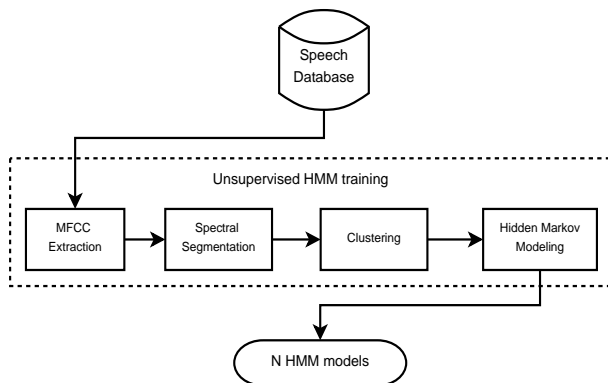 Speech
Database
Unsupervised HMM training
MFCC
Extraction
Spectral
Segmentation
Clustering
Hidden Markov
Modeling
N HMM models